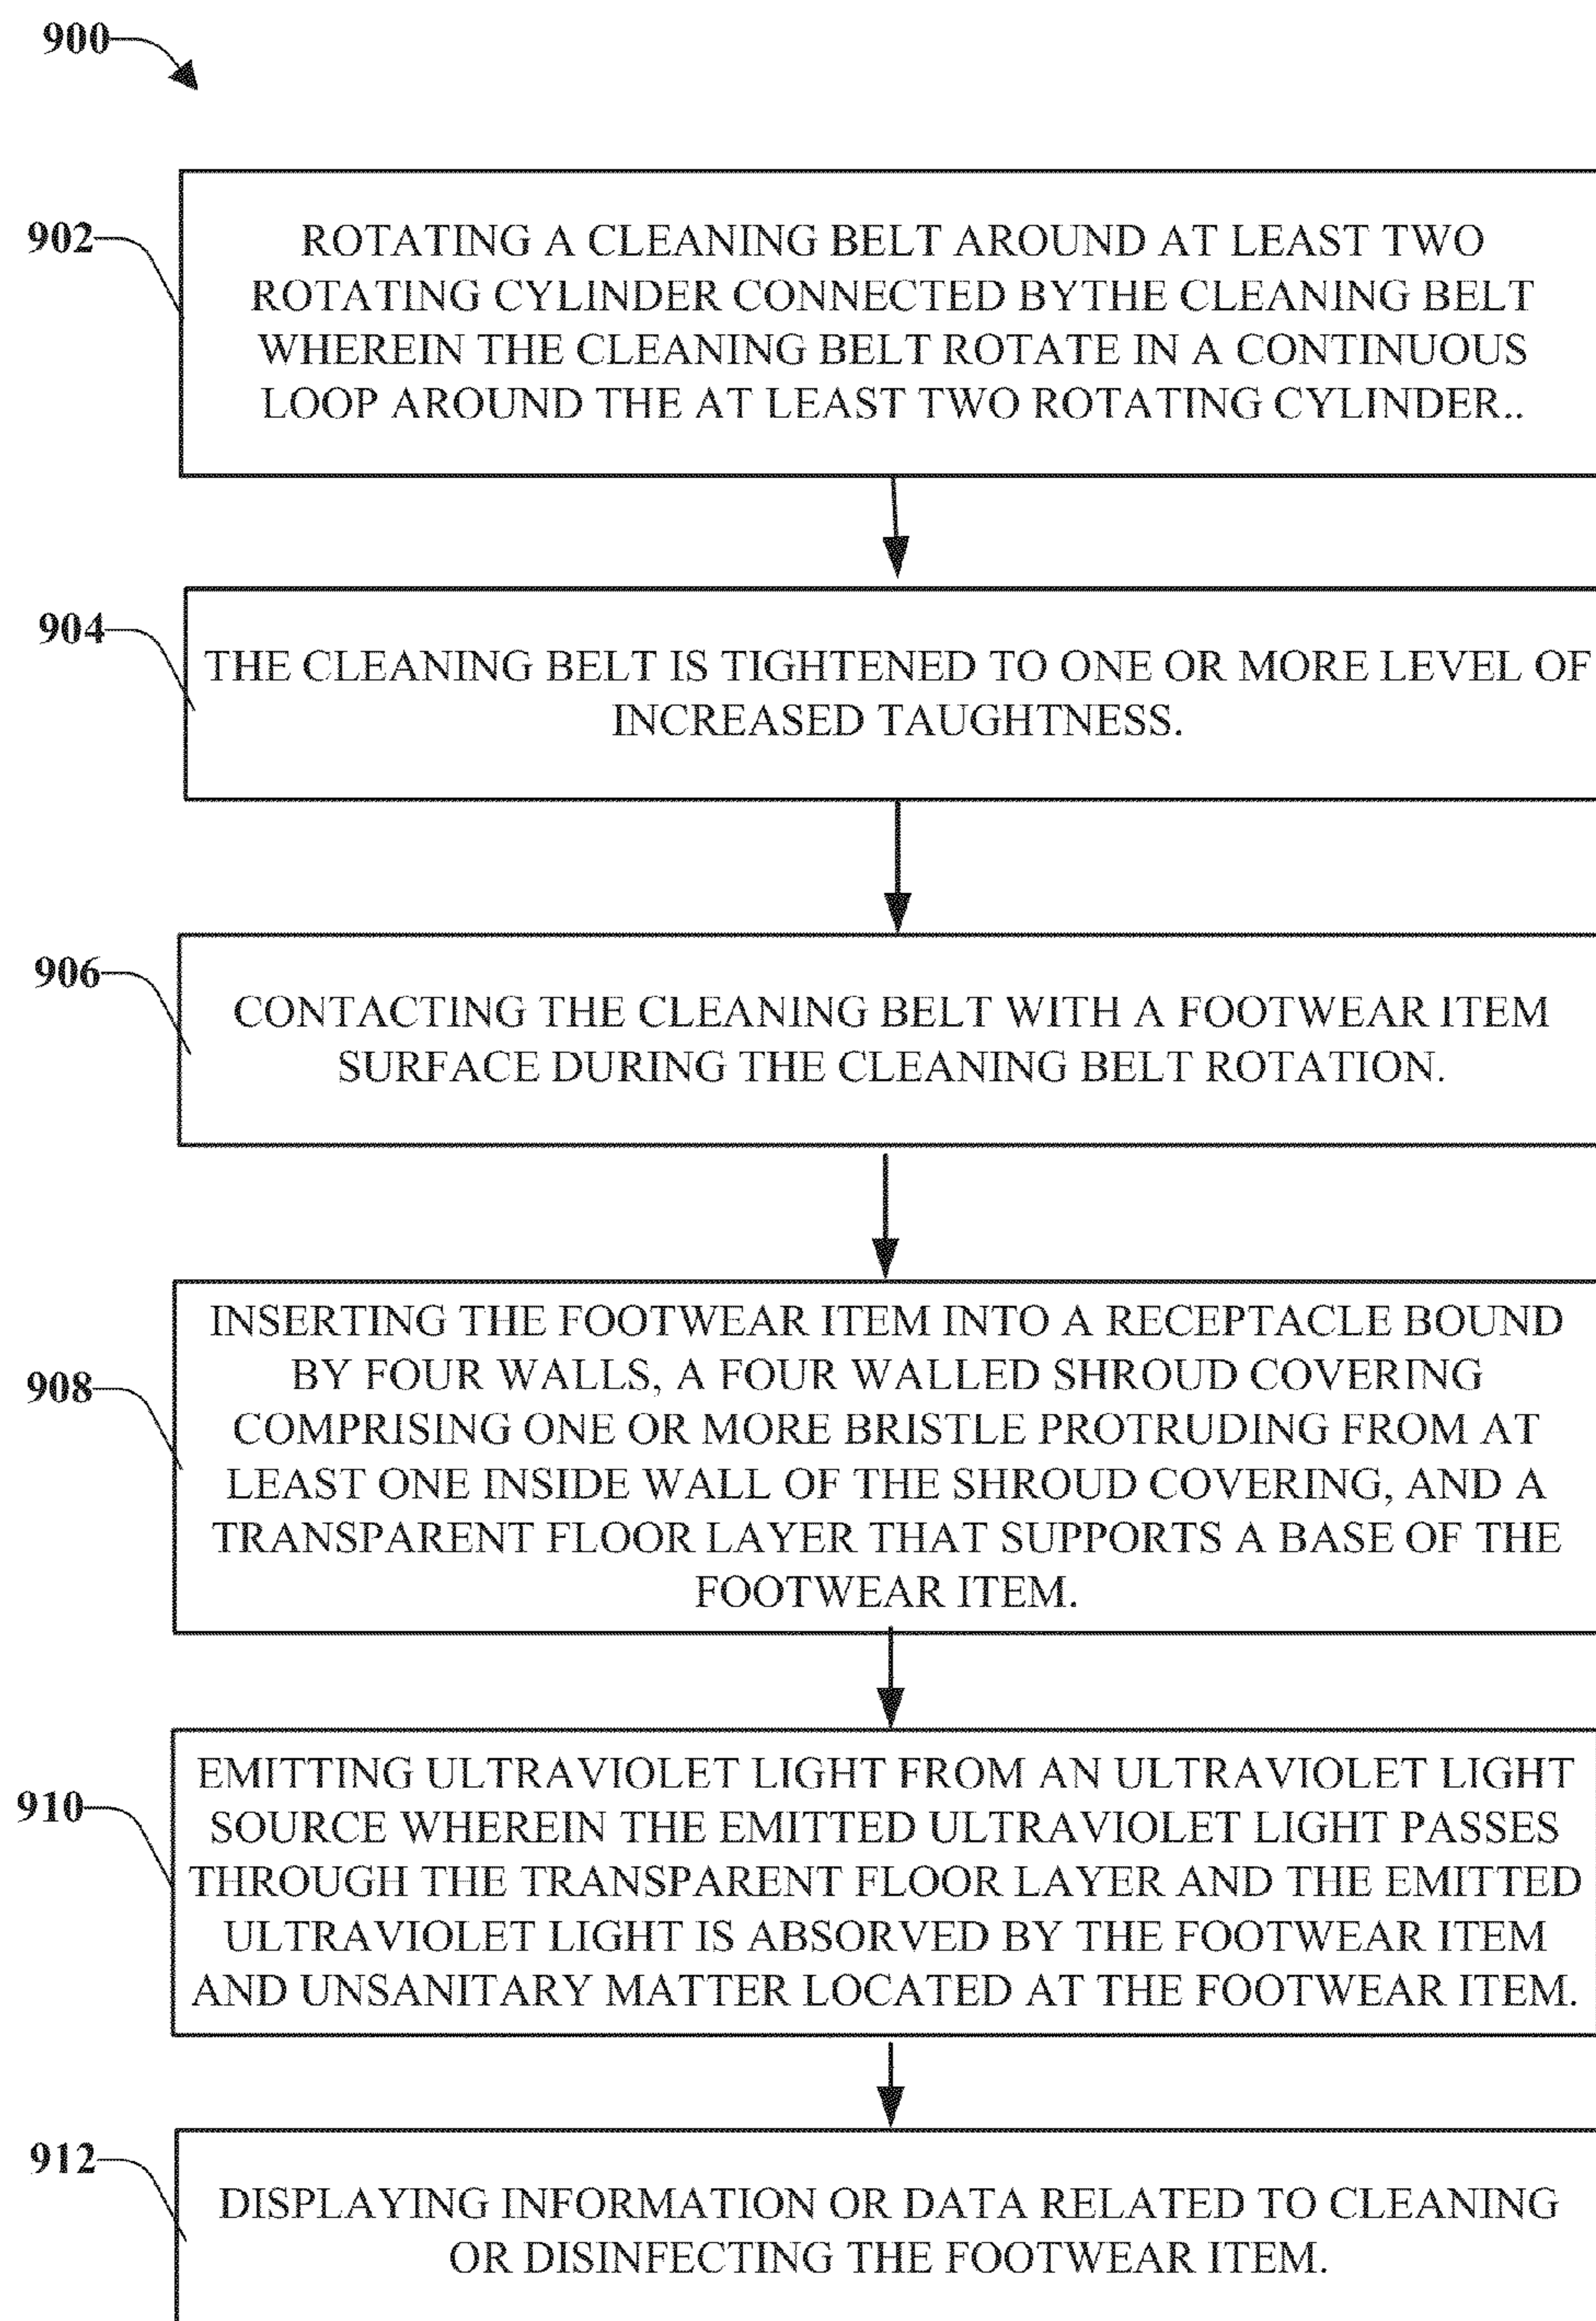 900
902
ROTATING A CLEANING BELT AROUND AT LEAST TWO
ROTATING CYLINDER CONNECTED BYTHE CLEANING BELT
WHEREIN THE CLEANING BELT ROTATE IN A CONTINUOUS
LOOP AROUND THE AT LEAST TWO ROTATING CYLINDER..
904
THE CLEANING BELT IS TIGHTENED TO ONE OR MORE LEVEL OF
INCREASED TAUGHTNESS.
906
CONTACTING THE CLEANING BELT WITH A FOOTWEAR ITEM
SURFACE DURING THE CLEANING BELT ROTATION.
908
INSERTING THE FOOTWEAR ITEM INTO A RECEPTACLE BOUND
BY FOUR WALLS, A FOUR WALLED SHROUD COVERING
COMPRISING ONE OR MORE BRISTLE PROTRUDING FROM AT
LEAST ONE INSIDE WALL OF THE SHROUD COVERING, AND A
TRANSPARENT FLOOR LAYER THAT SUPPORTS A BASE OF THE
FOOTWEAR ITEM.
910
EMITTING ULTRAVIOLET LIGHT FROM AN ULTRAVIOLET LIGHT
SOURCE WHEREIN THE EMITTED ULTRAVIOLET LIGHT PASSES
THROUGH THE TRANSPARENT FLOOR LAYER AND THE EMITTED
ULTRAVIOLET LIGHT IS ABSORVED BY THE FOOTWEAR ITEM
AND UNSANITARY MATTER LOCATED AT THE FOOTWEAR ITEM.
912
DISPLAYING INFORMATION OR DATA RELATED TO CLEANING
OR DISINFECTING THE FOOTWEAR ITEM.